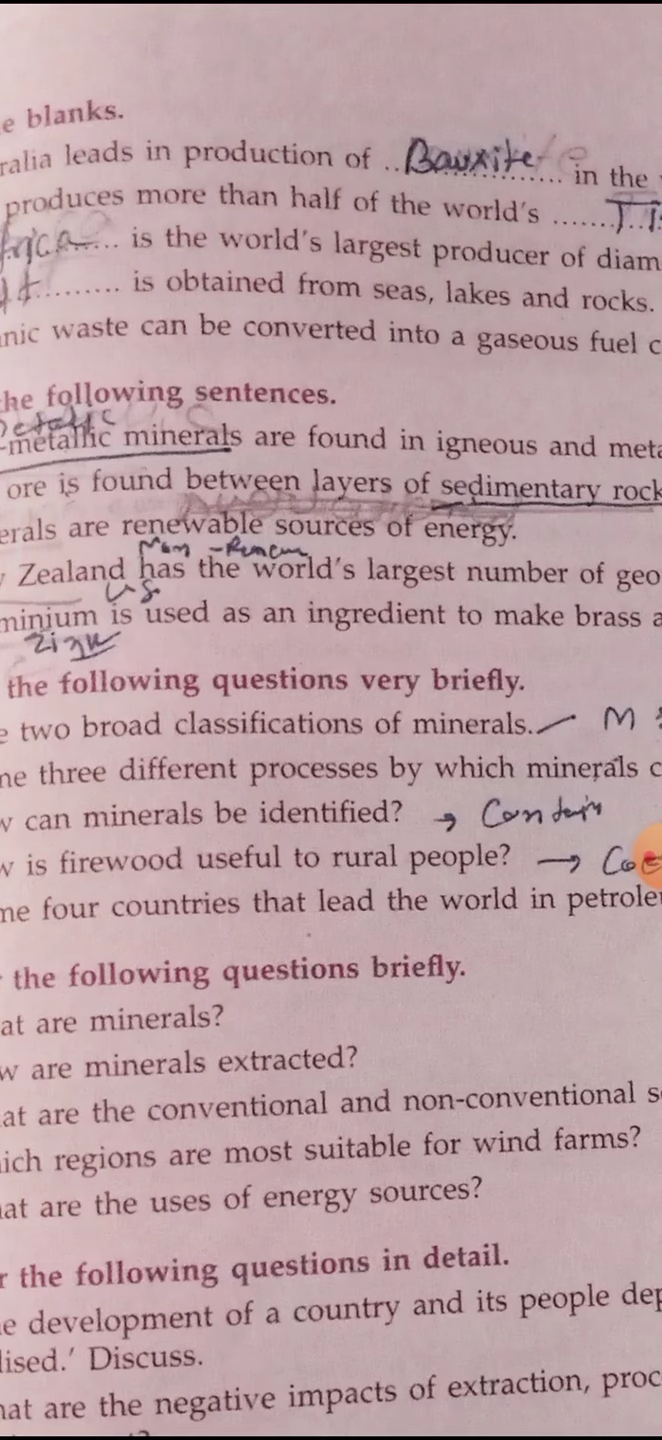 e blanks.
ralia leads in production of .. Bauxite ... in the
produces more than half of the world's ......
is the world's largest producer of diam
........ is obtained from seas, lakes and rocks.
nic waste can be converted into a gaseous fuel c
he following sentences.
-metallic minerals are found in igneous and meta
ore is found between layers of sedimentary rock
erals are renewable sources of energy.
Zealand has the world's largest number of geo
US
minium is used as an ingredient to make brass a
the following questions very briefly.
e two broad classifications of minerals. M
me three different processes by which minerals c
w can minerals be identified? →
w is firewood useful to rural people? →
me four countries that lead the world in petrole
the following questions briefly.
at are minerals?
w are minerals extracted?
at are the conventional and non-conventional s
ich regions are most suitable for wind farms?
at are the uses of energy sources?
r the following questions in detail.
e development of a country and its people dep
lised.' Discuss.
at are the negative impacts of extraction, proc